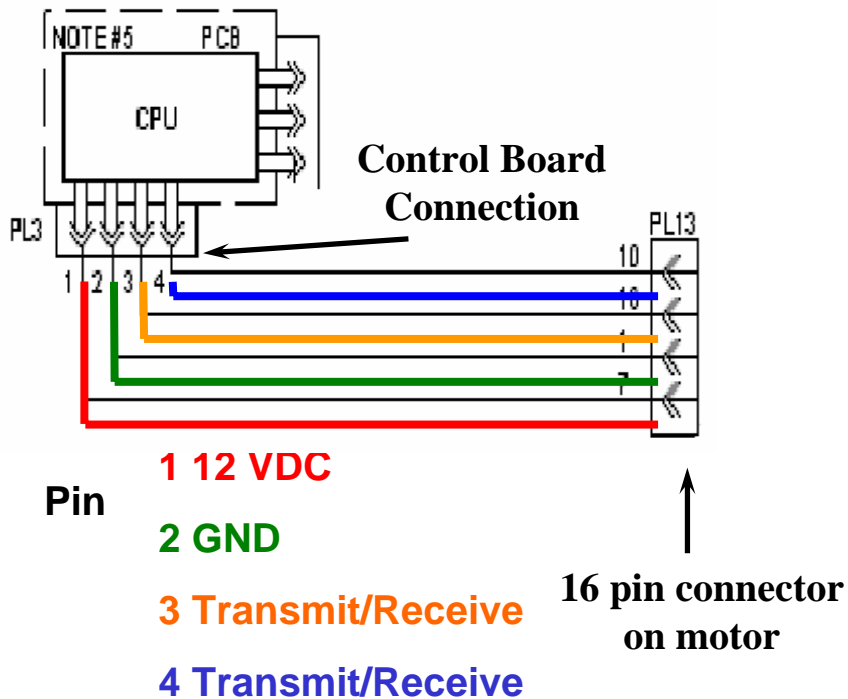 NOTE#5 PCB
CPU
Control Board
Connection
PL3
PL13
1 2 3 4
10
1
7
1 12 VDC
Pin
2 GND
3 Transmit/Receive
4 Transmit/Receive
16 pin connector
on motor